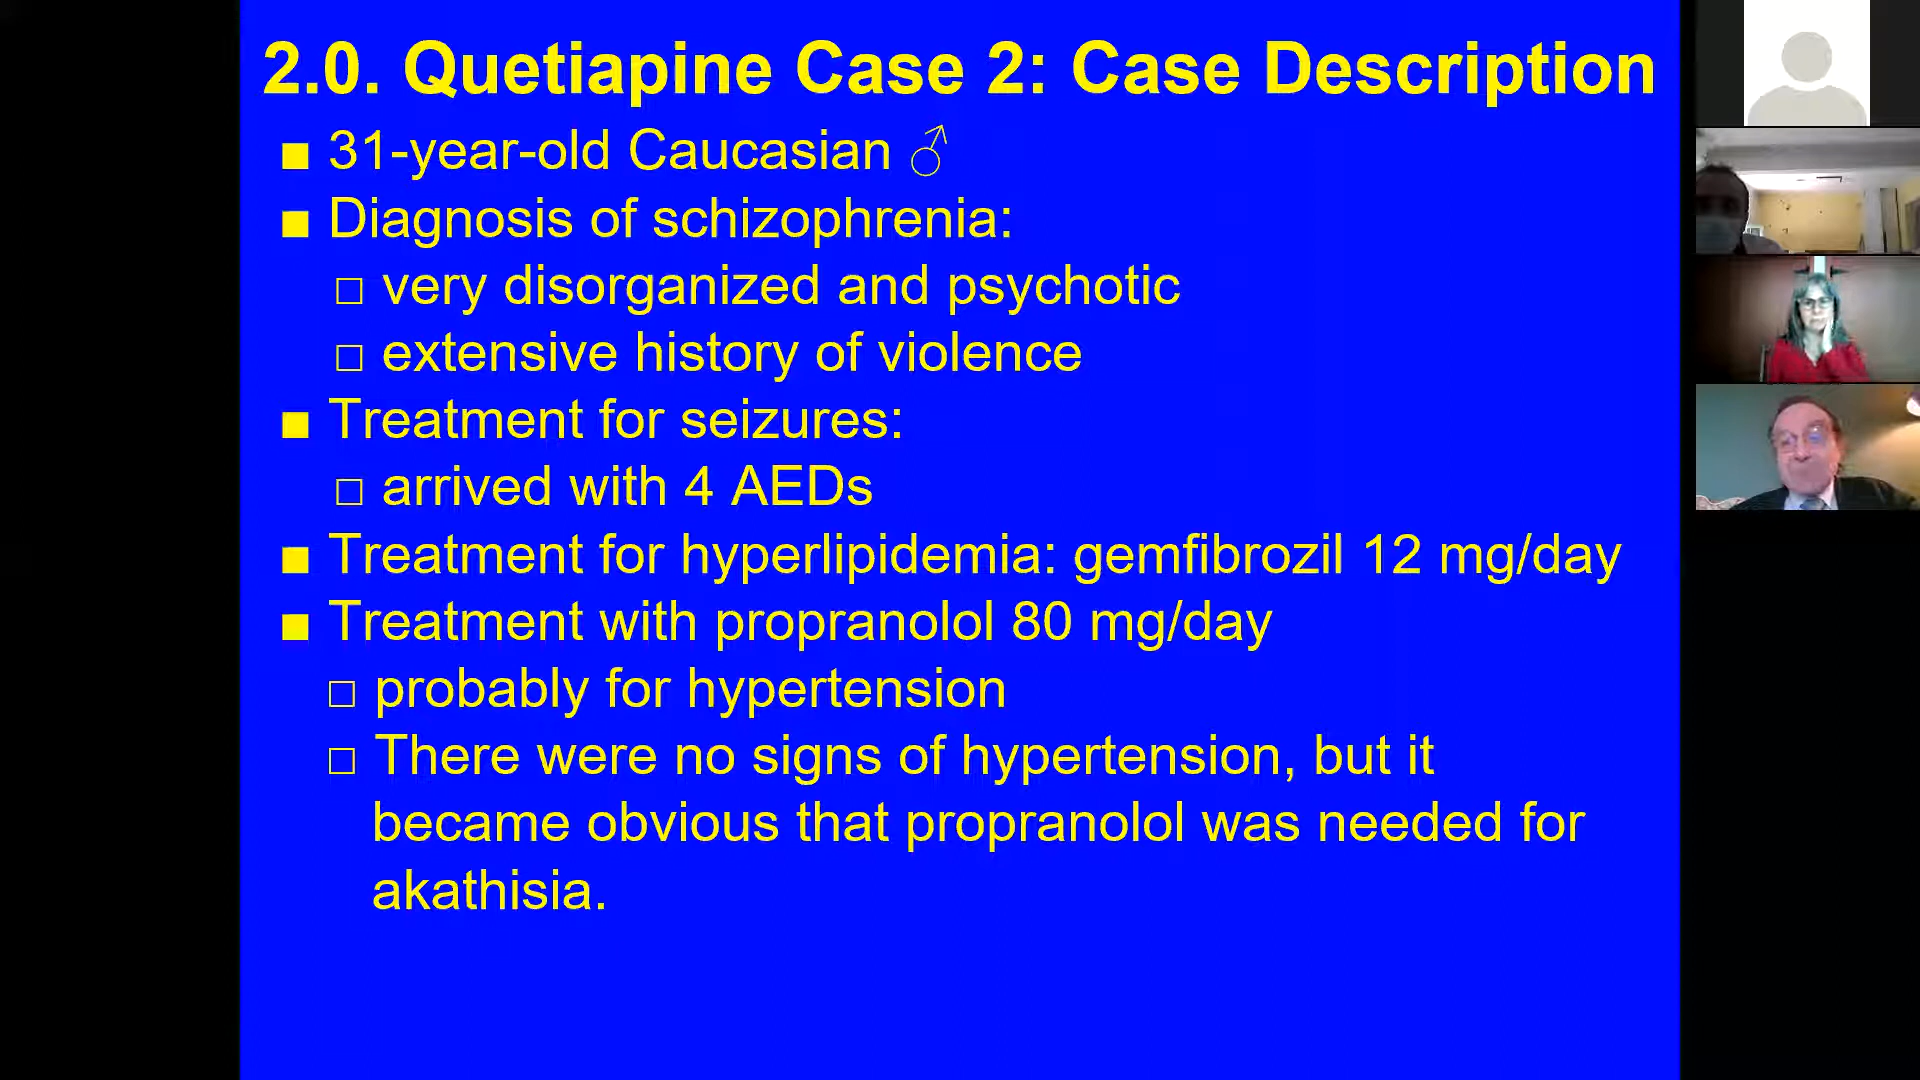 2.0. Quetiapine Case 2: Case Description
■ 31-year-old Caucasian ♂
■ Diagnosis of schizophrenia:
□ very disorganized and psychotic
□ extensive history of violence
■ Treatment for seizures:
□ arrived with 4 AEDs
■ Treatment for hyperlipidemia: gemfibrozil 12 mg/day
■ Treatment with propranolol 80 mg/day
□ probably for hypertension
□ There were no signs of hypertension, but it
became obvious that propranolol was needed for
akathisia.